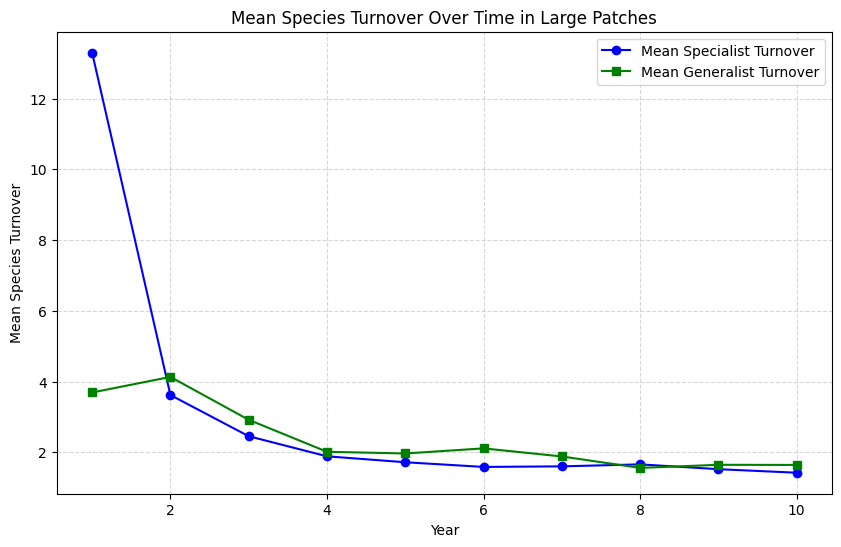 Mean Species Turnover Over Time in Large Patches
Mean Specialist Turnover
Mean Generalist Turnover
Mean Species Turnover
12
10
8
6
4
2
2 4 6 8 10
Year